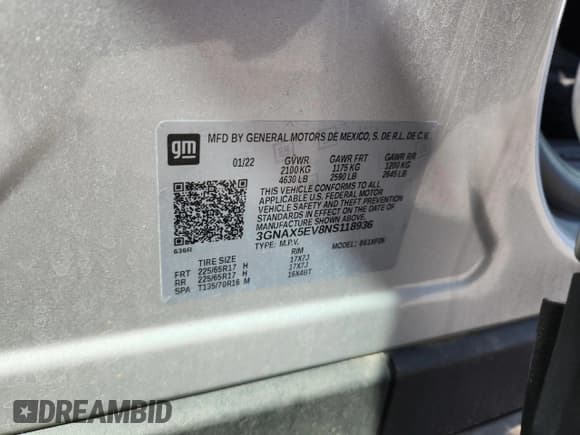 gm
MFD BY GENERAL MOTORS DE MEXICO, S. DE R.L. DE C.V.
01/22 GVWR GAWR FRT GAWR RR
2100 KG 1175 KG 1200 KG
4630 LB 2590 LB 2645 LB
THIS VEHICLE CONFORMS TO ALL
APPLICABLE U.S. FEDERAL MOTOR
VEHICLE SAFETY AND THEFT PREVENTION
STANDARDS IN EFFECT ON THE DATE OF
MANUFACTURE SHOWN ABOVE.
3GNAX5EV8NS118936
636R
TYPE: M.P.V. MODEL:
TIRE SIZE RIM
FRT 225/65R17 H 17X7J
RR 225/65R17 H 17X7J
SPA T135/70R16 M 16X4BT
DREAMBID